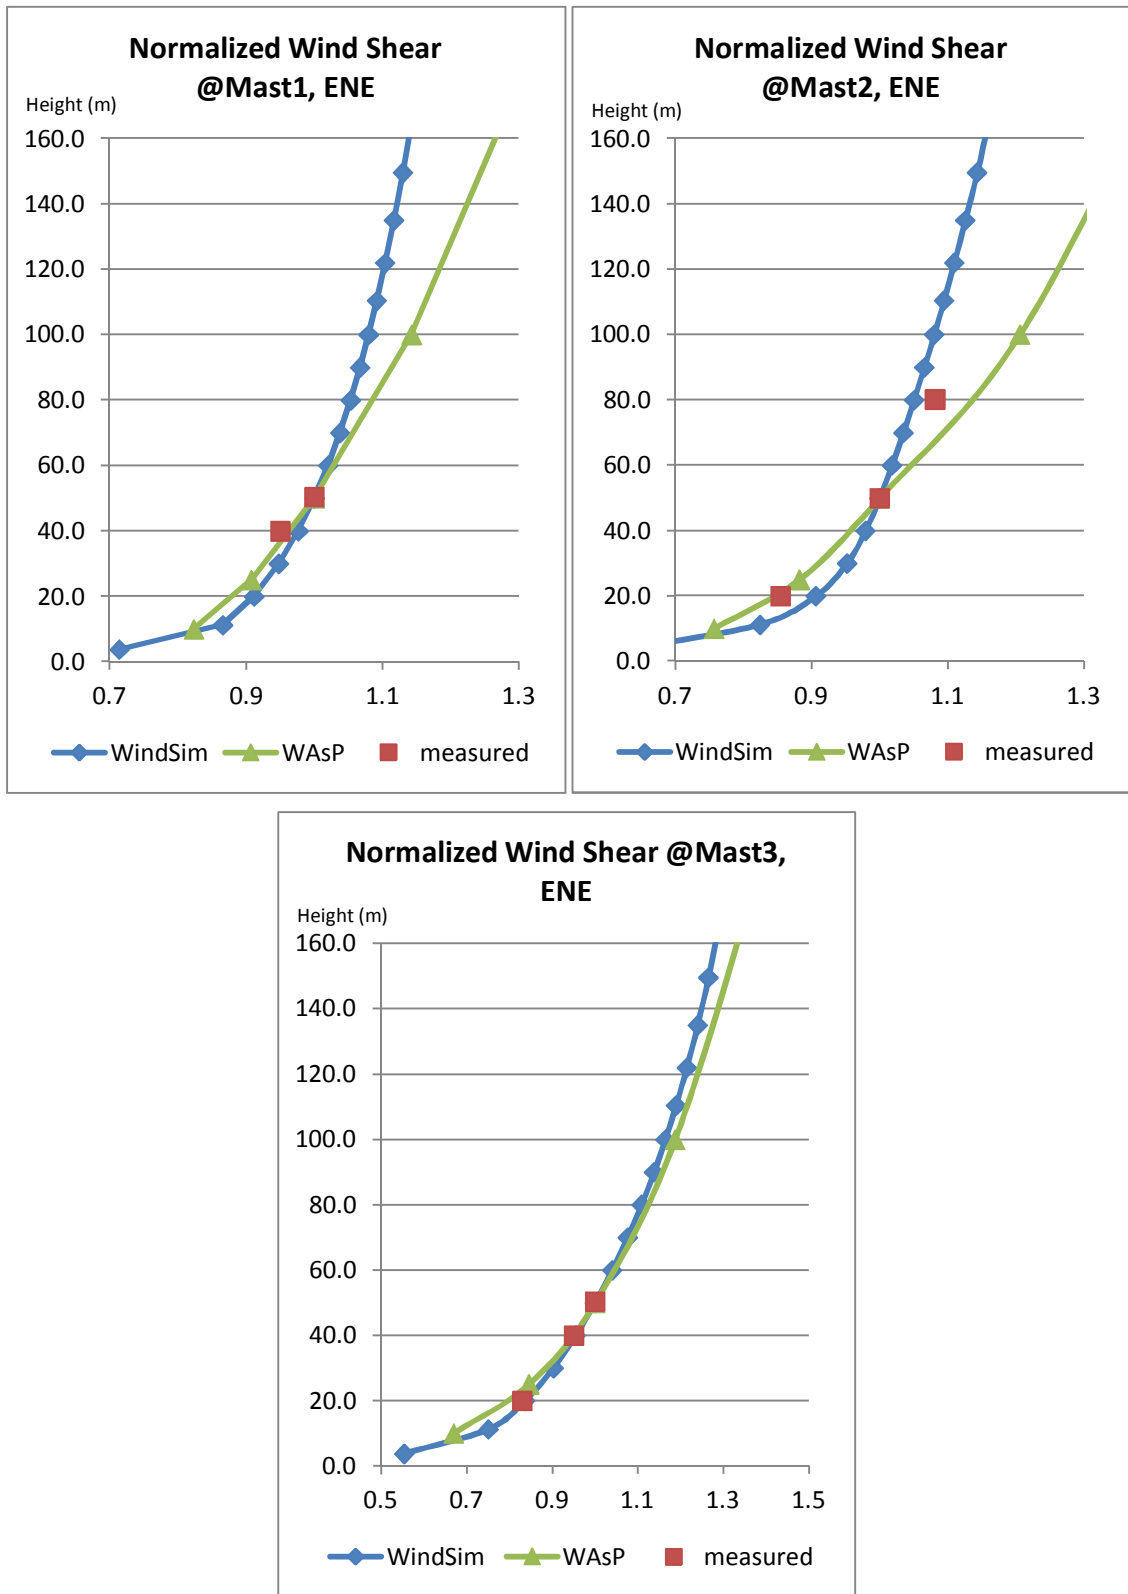 Normalized Wind Shear
@Mast1, ENE
Height (m)
160.0
140.0
120.0
100.0
80.0
60.0
40.0
20.0
0.0
0.7 0.9 1.1 1.3
WindSim WAsP measured
Normalized Wind Shear
@Mast2, ENE
Height (m)
160.0
140.0
120.0
100.0
80.0
60.0
40.0
20.0
0.0
0.7 0.9 1.1 1.3
WindSim WAsP measured
Normalized Wind Shear @Mast3,
ENE
Height (m)
160.0
140.0
120.0
100.0
80.0
60.0
40.0
20.0
0.0
0.5 0.7 0.9 1.1 1.3 1.5
WindSim WAsP measured